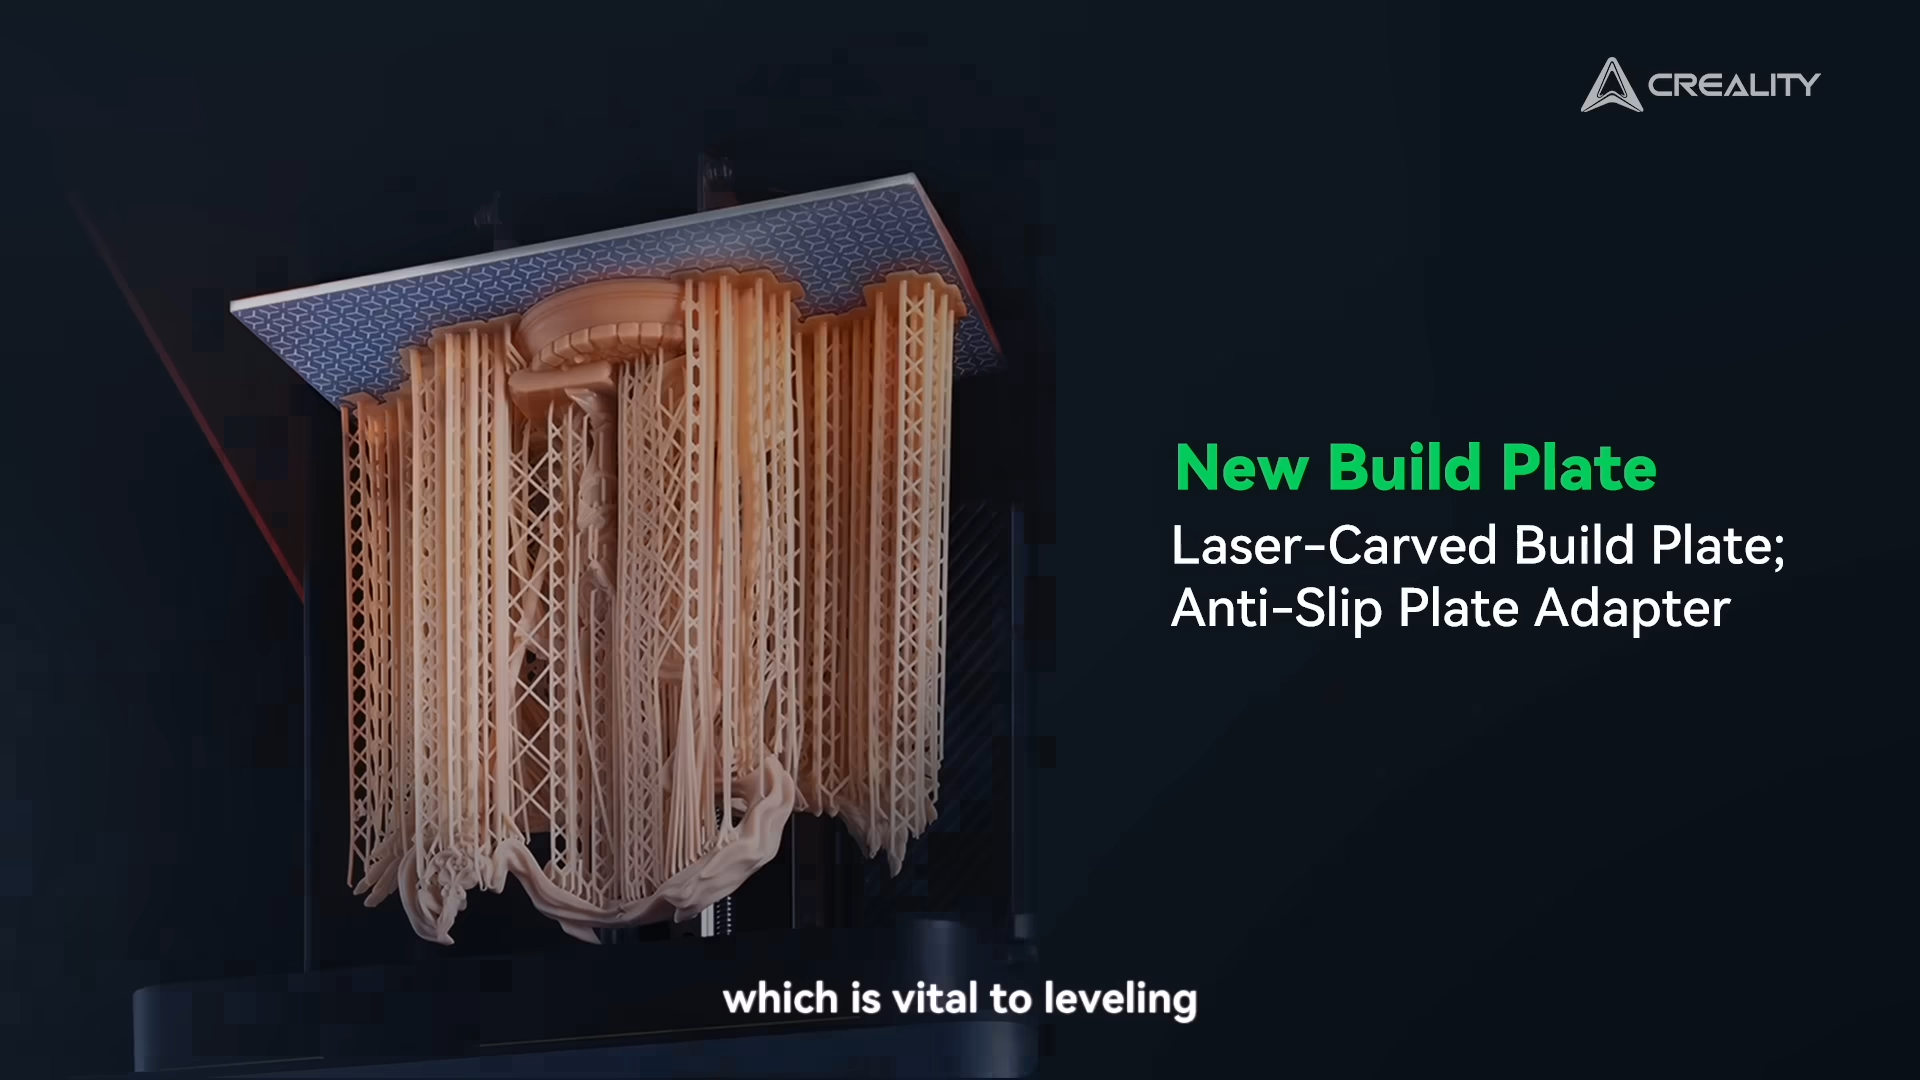 CREALITY
New Build Plate
Laser-Carved Build Plate;
Anti-Slip Plate Adapter
which is vital to leveling